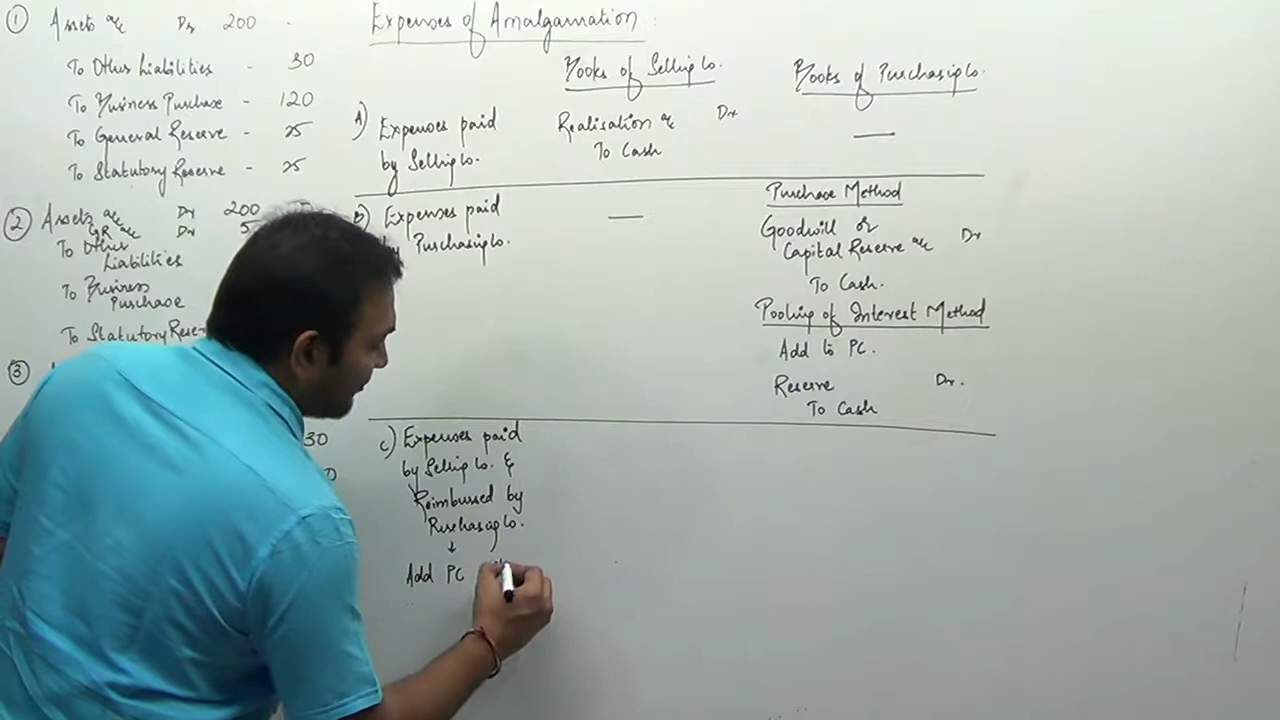 ① Assets a/c Dr 200 -
To Other Liabilities - 30
To Business Purchase - 120
To General Reserve - 25
To Statutory Reserve - 25
② Assets a/c Dr 200
GR a/c Dr 5
To Other
Liabilities
To Business
Purchase
To Statutory Rese
③
30
0
Expenses of Amalgamation :
Books of Selling Co.
Books of Purchasing Co.
A) Expenses paid
by Selling Co.
Realisation a/c Dr
To Cash
—
B) Expenses paid
by Purchasing Co.
—
Purchase Method
Goodwill or
Capital Reserve a/c Dr
To Cash.
Pooling of Interest Method
Add to PC.
Reserve Dr.
To Cash
C) Expenses paid
by Selling Co. &
Reimbursed by
Purchasing Co.
↓
Add PC